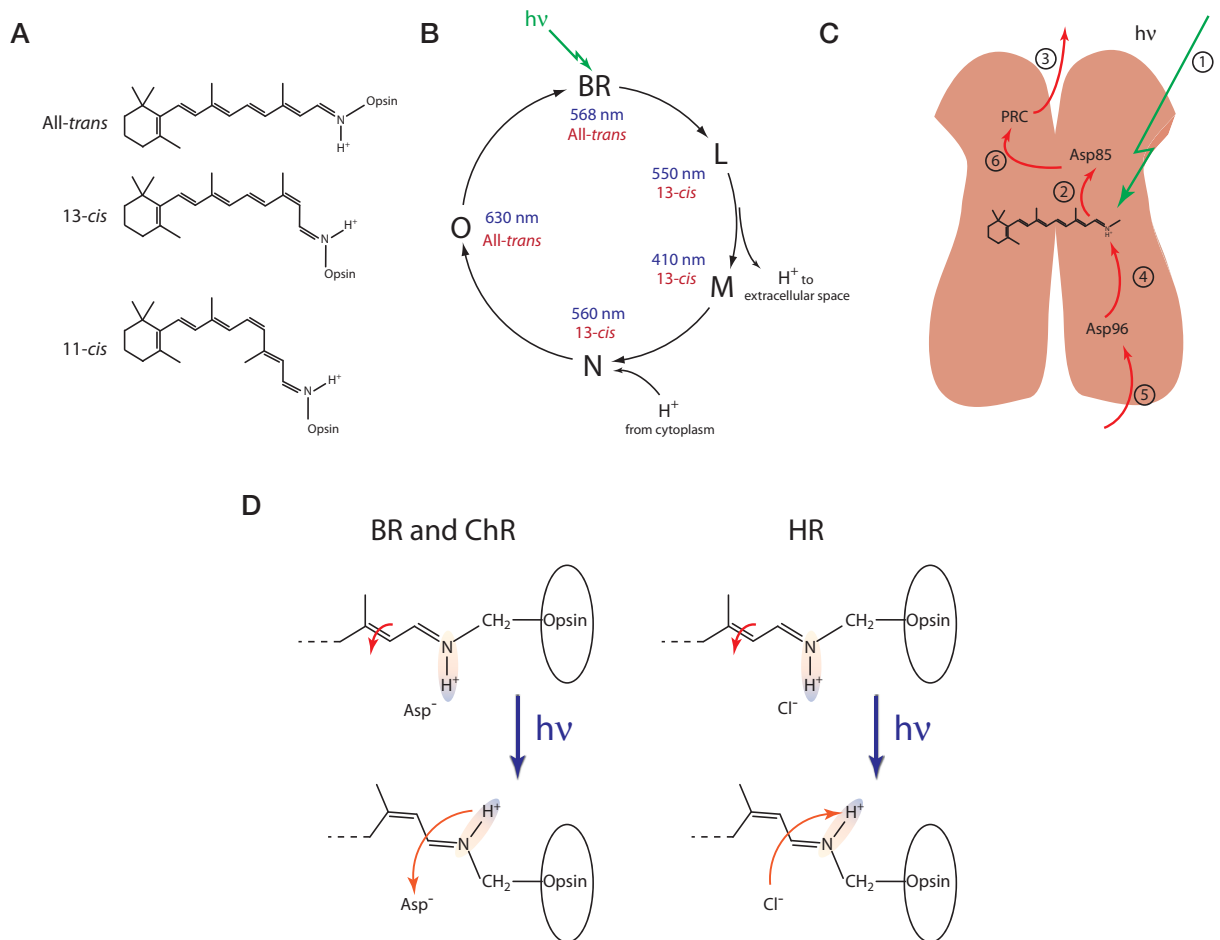 A
All-trans
Opsin
N
H+
13-cis
H+
N
Opsin
11-cis
H+
N
Opsin
B
hν
BR
568 nm
All-trans
L
550 nm
13-cis
410 nm
13-cis
M
H+ to
extracellular space
560 nm
13-cis
N
H+
from cytoplasm
O
630 nm
All-trans
C
hν
1
3
PRC
6
Asp85
2
N
H+
4
Asp96
5
D
BR and ChR
CH2
Opsin
N
H+
Asp-
hν
H+
N
CH2
Opsin
Asp-
HR
CH2
Opsin
N
H+
Cl-
hν
H+
N
CH2
Opsin
Cl-